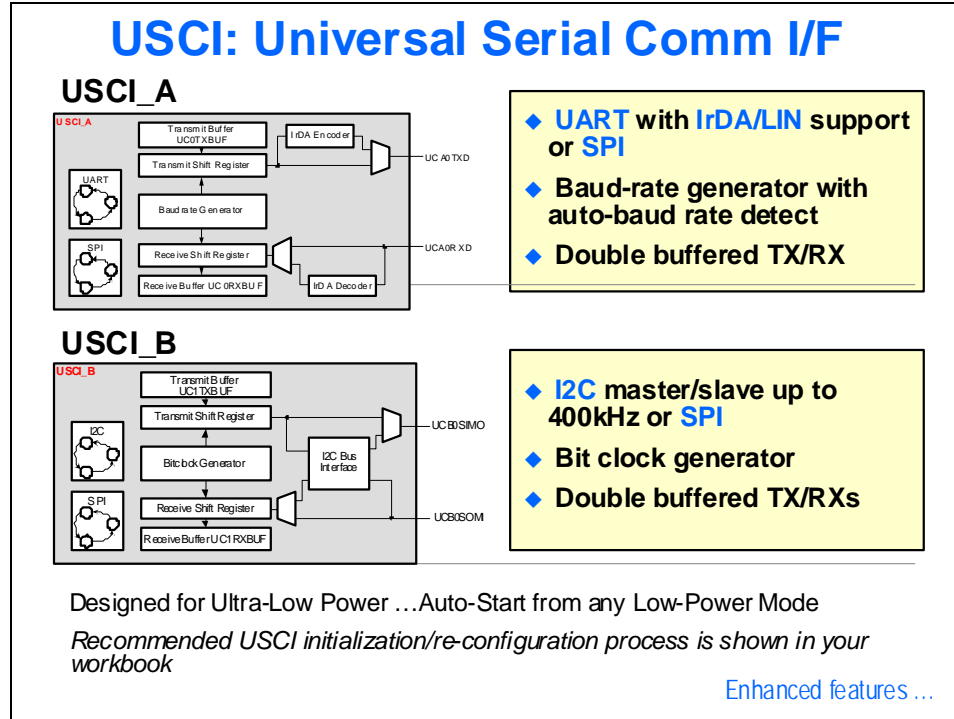 USCI: Universal Serial Comm I/F
USCI_A
USCI_A
Transmit Buffer
UC0TXBUF
IrDA Encoder
Transmit Shift Register
UCA0TXD
UART
Baudrate Generator
SPI
Receive Shift Register
UCA0RXD
Receive Buffer UC0RXBUF
IrDA Decoder
◆ UART with IrDA/LIN support
or SPI
◆ Baud-rate generator with
auto-baud rate detect
◆ Double buffered TX/RX
USCI_B
USCI_B
Transmit Buffer
UC1TXBUF
Transmit Shift Register
UCB0SIMO
I2C
Bitclock Generator
I2C Bus
Interface
SPI
Receive Shift Register
UCB0SOMI
Receive Buffer UC1RXBUF
◆ I2C master/slave up to
400kHz or SPI
◆ Bit clock generator
◆ Double buffered TX/RXs
Designed for Ultra-Low Power …Auto-Start from any Low-Power Mode
Recommended USCI initialization/re-configuration process is shown in your
workbook
Enhanced features …